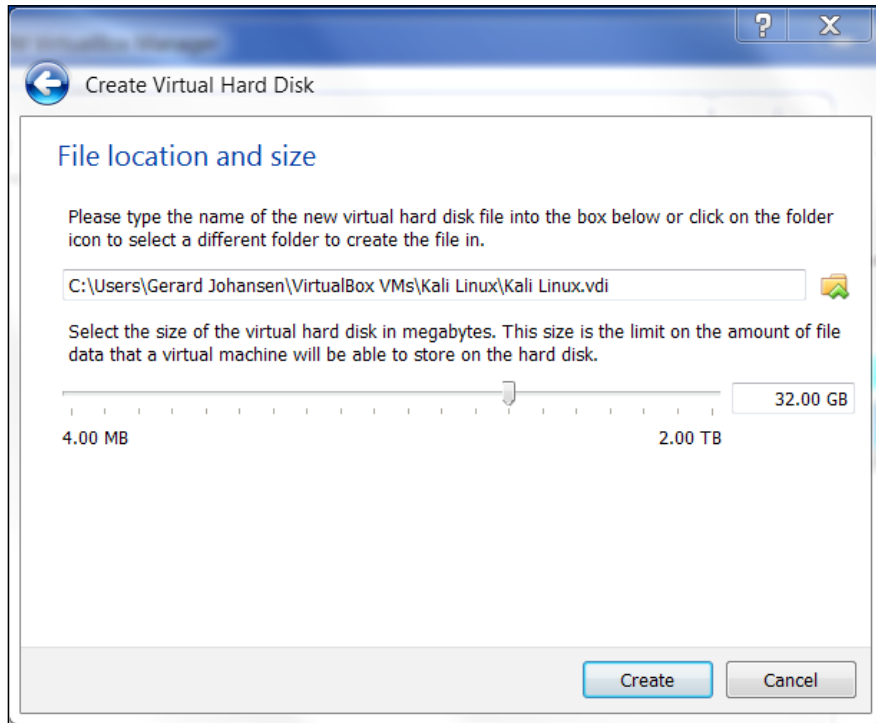 VirtualBox Manager
?
X
Create Virtual Hard Disk
File location and size
Please type the name of the new virtual hard disk file into the box below or click on the folder
icon to select a different folder to create the file in.
C:\Users\Gerard Johansen\VirtualBox VMs\Kali Linux\Kali Linux.vdi
Select the size of the virtual hard disk in megabytes. This size is the limit on the amount of file
data that a virtual machine will be able to store on the hard disk.
32.00 GB
4.00 MB 2.00 TB
Create Cancel